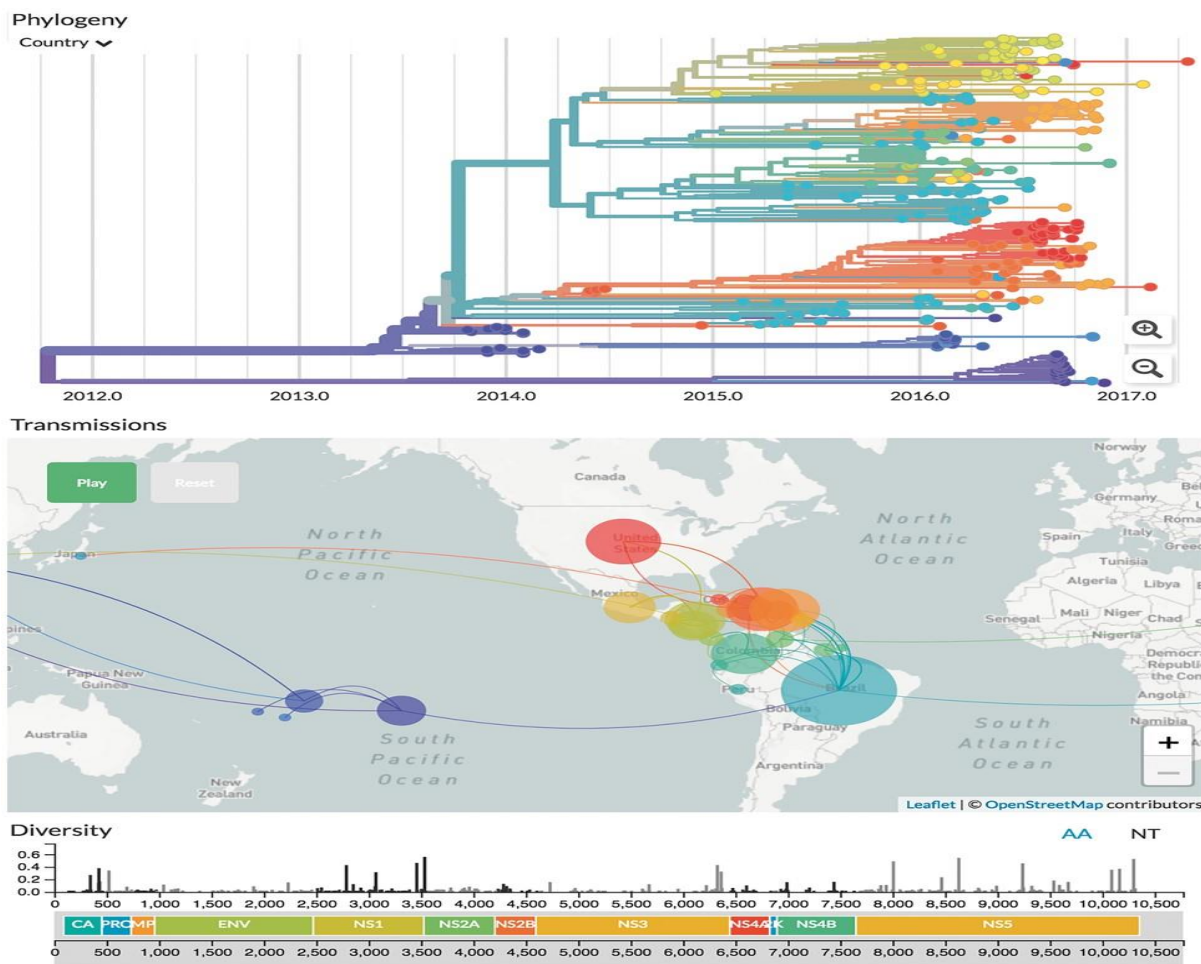 Phylogeny
Country
2012.0 2013.0 2014.0 2015.0 2016.0 2017.0
Transmissions
Play Reset
Norway
Canada
Germany
North Pacific Ocean
North Atlantic Ocean
United States
Spain
Italy
Japan
Tunisia
Algeria
Libya
Mexico
Senegal
Mali
Niger
Chad
Nigeria
Colombia
Papua New Guinea
Peru
Brazil
Angola
Bolivia
Namibia
Paraguay
Australia
South Pacific Ocean
South Atlantic Ocean
New Zealand
Argentina
+
−
Leaflet | © OpenStreetMap contributors
Diversity
AA NT
0.6
0.4
0.0
0 500 1,000 1,500 2,000 2,500 3,000 3,500 4,000 4,500 5,000 5,500 6,000 6,500 7,000 7,500 8,000 8,500 9,000 9,500 10,000 10,500
CA PRO MP ENV NS1 NS2A NS2B NS3 NS4A 2K NS4B NS5
0 500 1,000 1,500 2,000 2,500 3,000 3,500 4,000 4,500 5,000 5,500 6,000 6,500 7,000 7,500 8,000 8,500 9,000 9,500 10,000 10,500